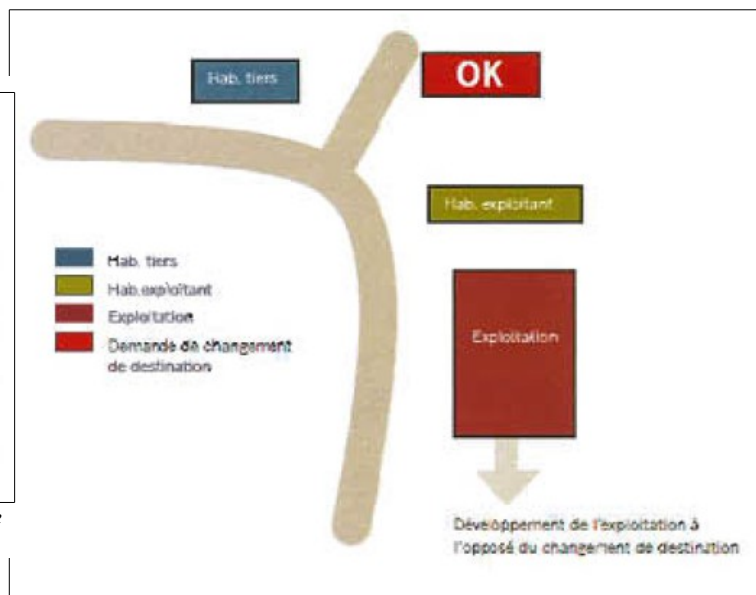 Hab. tiers
OK
Hab. exploitant
Hab. tiers
Hab.exploitant
Exploitation
Demande de changement
de destination
Exploitation
Développement de l'exploitation à
l'opposé du changement de destination